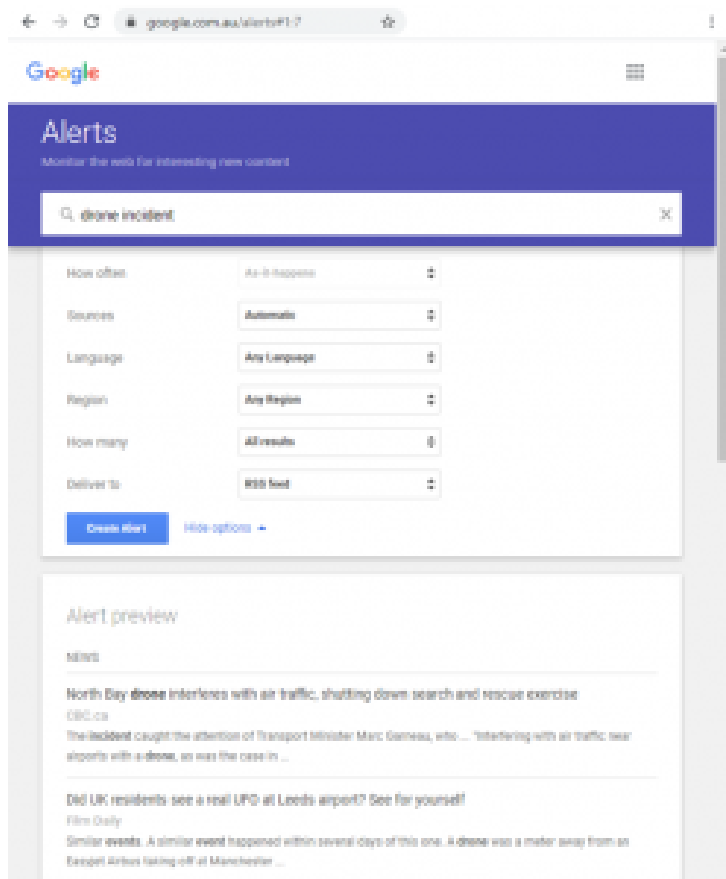 google.com.au/alerts#1:7
Google
Alerts
Monitor the web for interesting new content
drone incident
How often As-it-happens
Sources Automatic
Language Any Language
Region Any Region
How many All results
Deliver to RSS feed
Create Alert Hide options
Alert preview
NEWS
North Bay drone interferes with air traffic, shutting down search and rescue exercise
CBC.ca
The incident caught the attention of Transport Minister Marc Garneau, who ... "Interfering with air traffic near
airports with a drone, as was the case in ...
Did UK residents see a real UFO at Leeds airport? See for yourself
Film Daily
Similar events. A similar event happened within several days of this one. A drone was a meter away from an
Easyjet Airbus taking off at Manchester ...